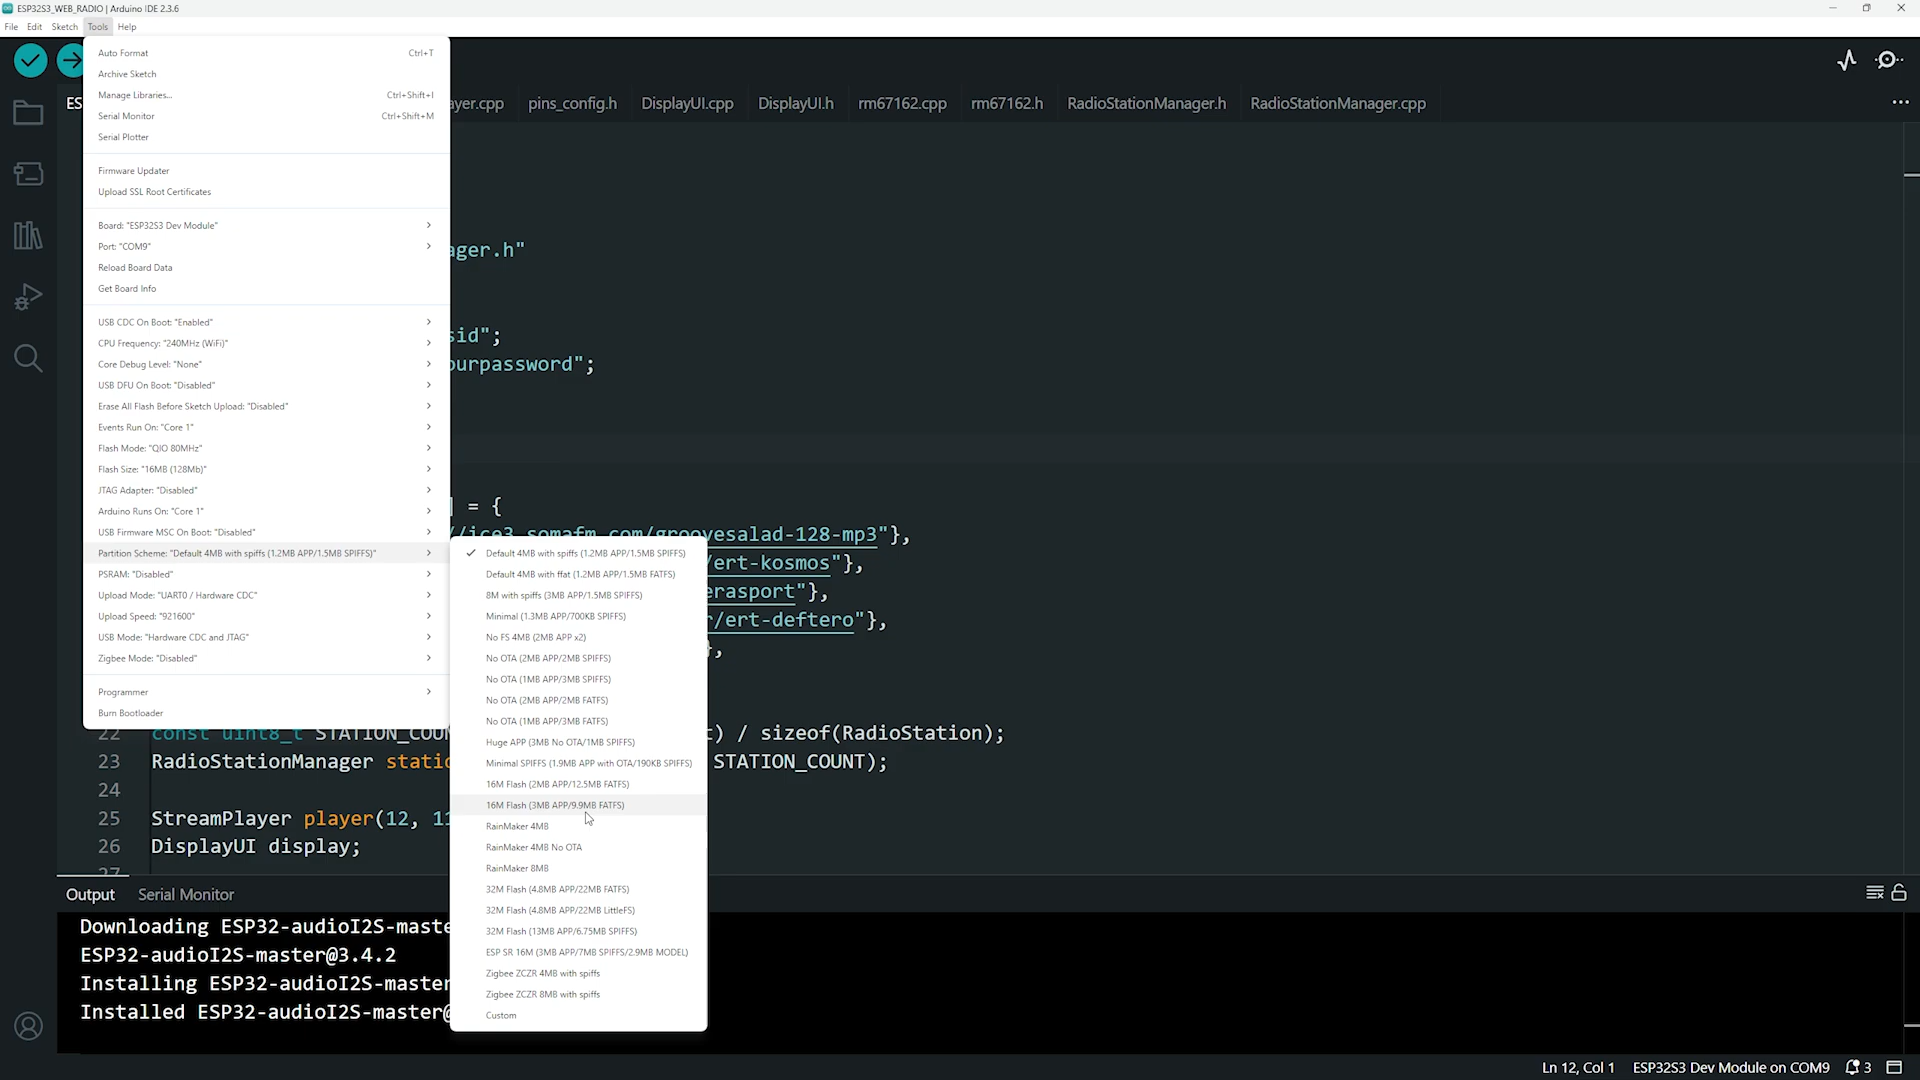 ESP32S3_WEB_RADIO | Arduino IDE 2.3.6
File Edit Sketch Tools Help
Auto Format Ctrl+T
Archive Sketch
Manage Libraries... Ctrl+Shift+I
Serial Monitor Ctrl+Shift+M
Serial Plotter
Firmware Updater
Upload SSL Root Certificates
Board: "ESP32S3 Dev Module"
Port: "COM9"
Reload Board Data
Get Board Info
USB CDC On Boot: "Enabled"
CPU Frequency: "240MHz (WiFi)"
Core Debug Level: "None"
USB DFU On Boot: "Disabled"
Erase All Flash Before Sketch Upload: "Disabled"
Events Run On: "Core 1"
Flash Mode: "QIO 80MHz"
Flash Size: "16MB (128Mb)"
JTAG Adapter: "Disabled"
Arduino Runs On: "Core 1"
USB Firmware MSC On Boot: "Disabled"
Partition Scheme: "Default 4MB with spiffs (1.2MB APP/1.5MB SPIFFS)"
PSRAM: "Disabled"
Upload Mode: "UART0 / Hardware CDC"
Upload Speed: "921600"
USB Mode: "Hardware CDC and JTAG"
Zigbee Mode: "Disabled"
Programmer
Burn Bootloader
Default 4MB with spiffs (1.2MB APP/1.5MB SPIFFS)
Default 4MB with ffat (1.2MB APP/1.5MB FATFS)
8M with spiffs (3MB APP/1.5MB SPIFFS)
Minimal (1.3MB APP/700KB SPIFFS)
No FS 4MB (2MB APP x2)
No OTA (2MB APP/2MB SPIFFS)
No OTA (1MB APP/3MB SPIFFS)
No OTA (2MB APP/2MB FATFS)
No OTA (1MB APP/3MB FATFS)
Huge APP (3MB No OTA/1MB SPIFFS)
Minimal SPIFFS (1.9MB APP with OTA/190KB SPIFFS)
16M Flash (2MB APP/12.5MB FATFS)
16M Flash (3MB APP/9.9MB FATFS)
RainMaker 4MB
RainMaker 4MB No OTA
RainMaker 8MB
32M Flash (4.8MB APP/22MB FATFS)
32M Flash (4.8MB APP/22MB LittleFS)
32M Flash (13MB APP/6.75MB SPIFFS)
ESP SR 16M (3MB APP/7MB SPIFFS/2.9MB MODEL)
Zigbee ZCZR 4MB with spiffs
Zigbee ZCZR 8MB with spiffs
Custom
ES ayer.cpp pins_config.h DisplayUI.cpp DisplayUI.h rm67162.cpp rm67162.h RadioStationManager.h RadioStationManager.cpp
ager.h"
sid";
ourpassword";
] = {
//ice3.somafm.com/groovesalad-128-mp3"},
/ert-kosmos"},
erasport"},
r/ert-deftero"},
},
22 const uint8_t STATION_COUN t) / sizeof(RadioStation);
23 RadioStationManager static STATION_COUNT);
24
25 StreamPlayer player(12, 11
26 DisplayUI display;
27
Output Serial Monitor
Downloading ESP32-audioI2S-maste
ESP32-audioI2S-master@3.4.2
Installing ESP32-audioI2S-master
Installed ESP32-audioI2S-master@
Ln 12, Col 1 ESP32S3 Dev Module on COM9 3